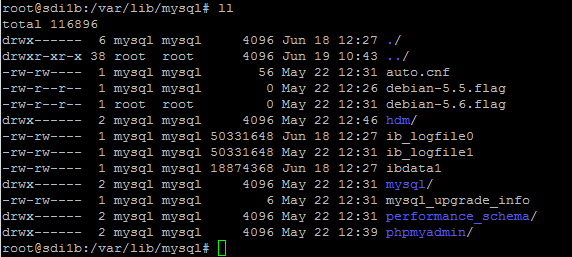 root@sdi1b:/var/lib/mysql# ll
total 116896
drwx------  6 mysql mysql     4096 Jun 18 12:27 ./
drwxr-xr-x 38 root  root      4096 Jun 19 10:43 ../
-rw-rw----  1 mysql mysql       56 May 22 12:31 auto.cnf
-rw-r--r--  1 mysql mysql        0 May 22 12:26 debian-5.5.flag
-rw-r--r--  1 root  root         0 May 22 12:31 debian-5.6.flag
drwx------  2 mysql mysql     4096 May 22 12:46 hdm/
-rw-rw----  1 mysql mysql 50331648 Jun 18 12:27 ib_logfile0
-rw-rw----  1 mysql mysql 50331648 May 22 12:31 ib_logfile1
-rw-rw----  1 mysql mysql 18874368 Jun 18 12:27 ibdata1
drwx------  2 mysql mysql     4096 May 22 12:31 mysql/
-rw-rw----  1 mysql mysql        6 May 22 12:31 mysql_upgrade_info
drwx------  2 mysql mysql     4096 May 22 12:31 performance_schema/
drwx------  2 mysql mysql     4096 May 22 12:39 phpmyadmin/
root@sdi1b:/var/lib/mysql#